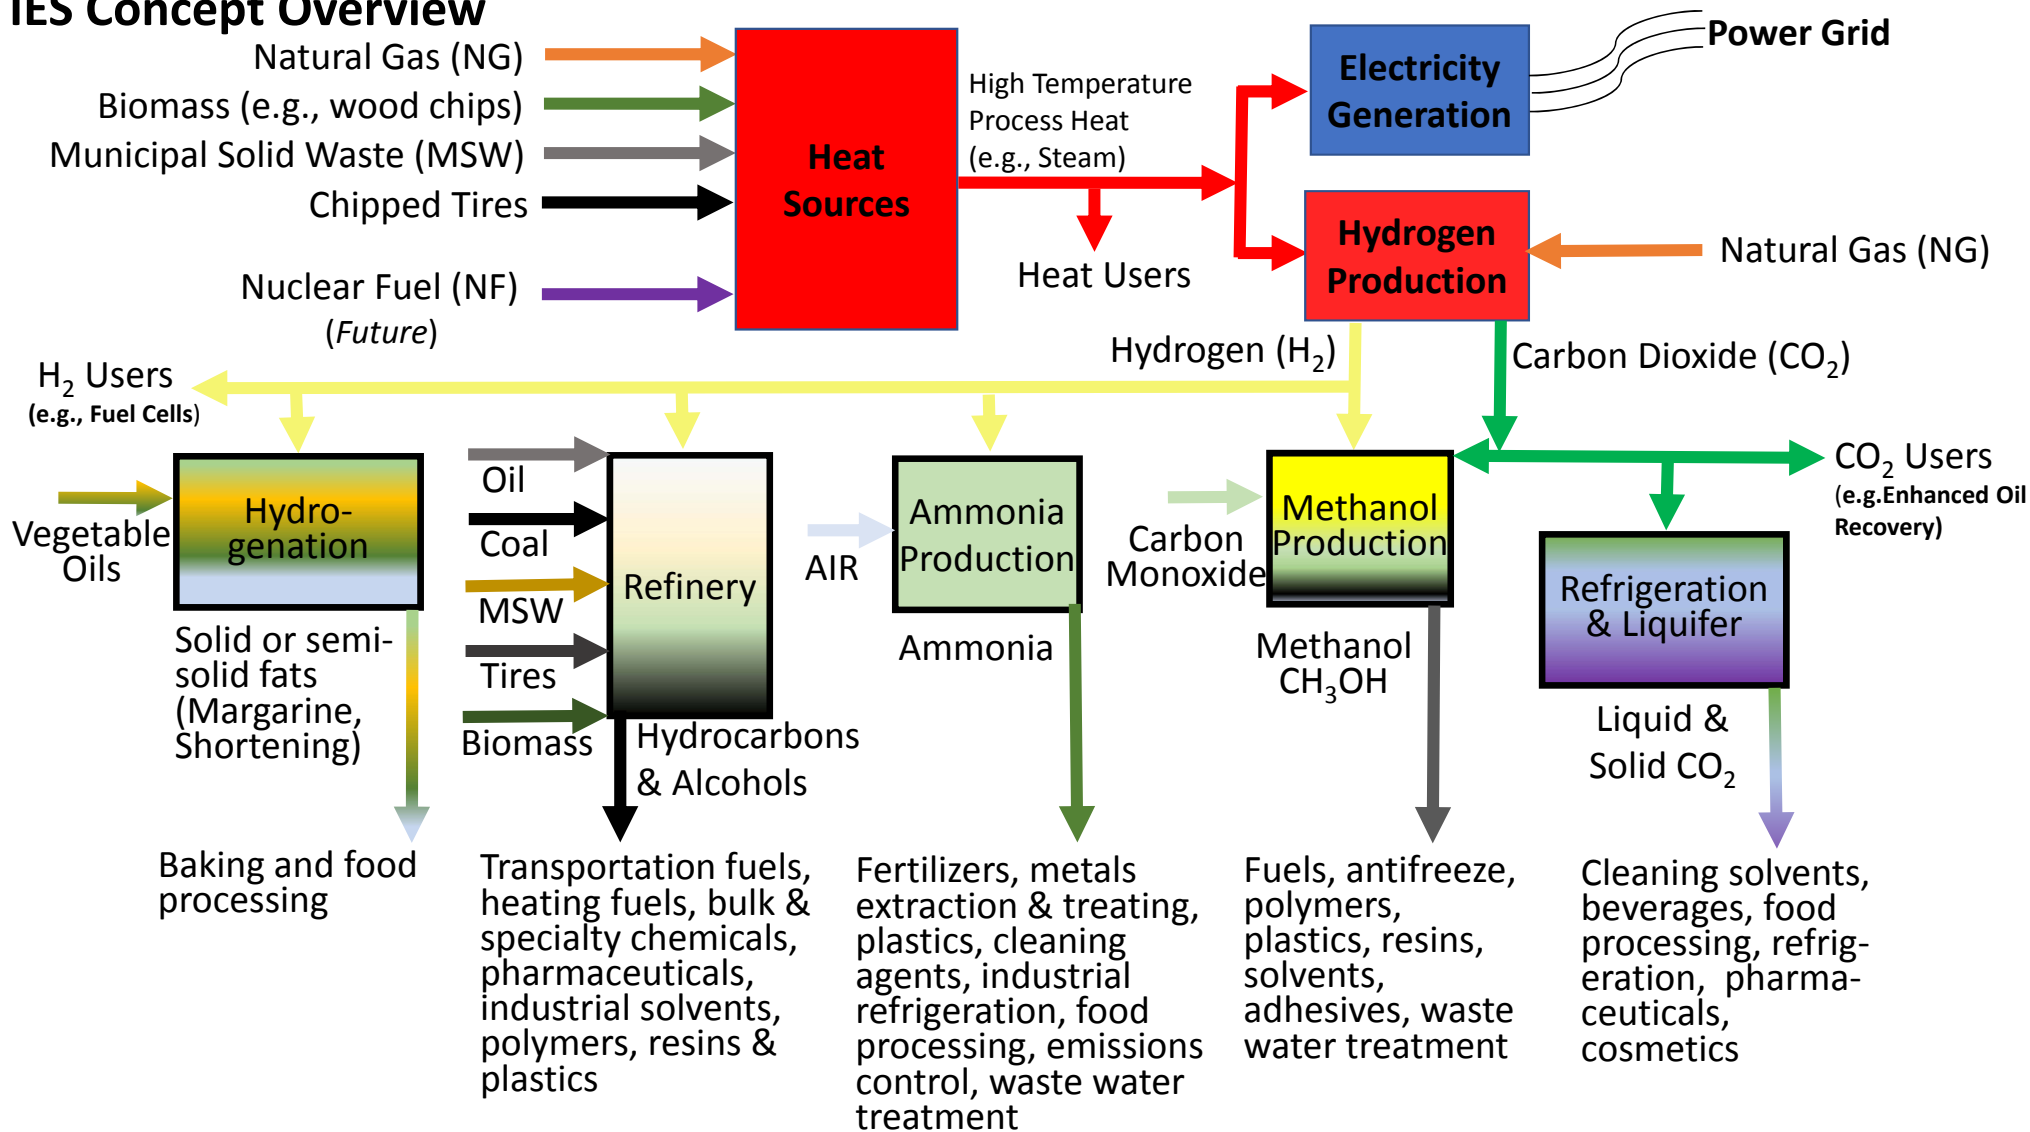 IES Concept Overview
Natural Gas (NG)
Biomass (e.g., wood chips)
Municipal Solid Waste (MSW)
Chipped Tires
Nuclear Fuel (NF)
(Future)
Heat
Sources
High Temperature
Process Heat
(e.g., Steam)
Heat Users
Electricity
Generation
Power Grid
Hydrogen
Production
Natural Gas (NG)
Hydrogen (H2)
Carbon Dioxide (CO2)
H2 Users
(e.g., Fuel Cells)
CO2 Users
(e.g.Enhanced Oil
Recovery)
Vegetable
Oils
Hydro-
genation
Solid or semi-
solid fats
(Margarine,
Shortening)
Baking and food
processing
Oil
Coal
MSW
Tires
Biomass
Refinery
Hydrocarbons
& Alcohols
Transportation fuels,
heating fuels, bulk &
specialty chemicals,
pharmaceuticals,
industrial solvents,
polymers, resins &
plastics
AIR
Ammonia
Production
Ammonia
Fertilizers, metals
extraction & treating,
plastics, cleaning
agents, industrial
refrigeration, food
processing, emissions
control, waste water
treatment
Carbon
Monoxide
Methanol
Production
Methanol
CH3OH
Fuels, antifreeze,
polymers,
plastics, resins,
solvents,
adhesives, waste
water treatment
Refrigeration
& Liquifer
Liquid &
Solid CO2
Cleaning solvents,
beverages, food
processing, refrig-
eration, pharma-
ceuticals,
cosmetics